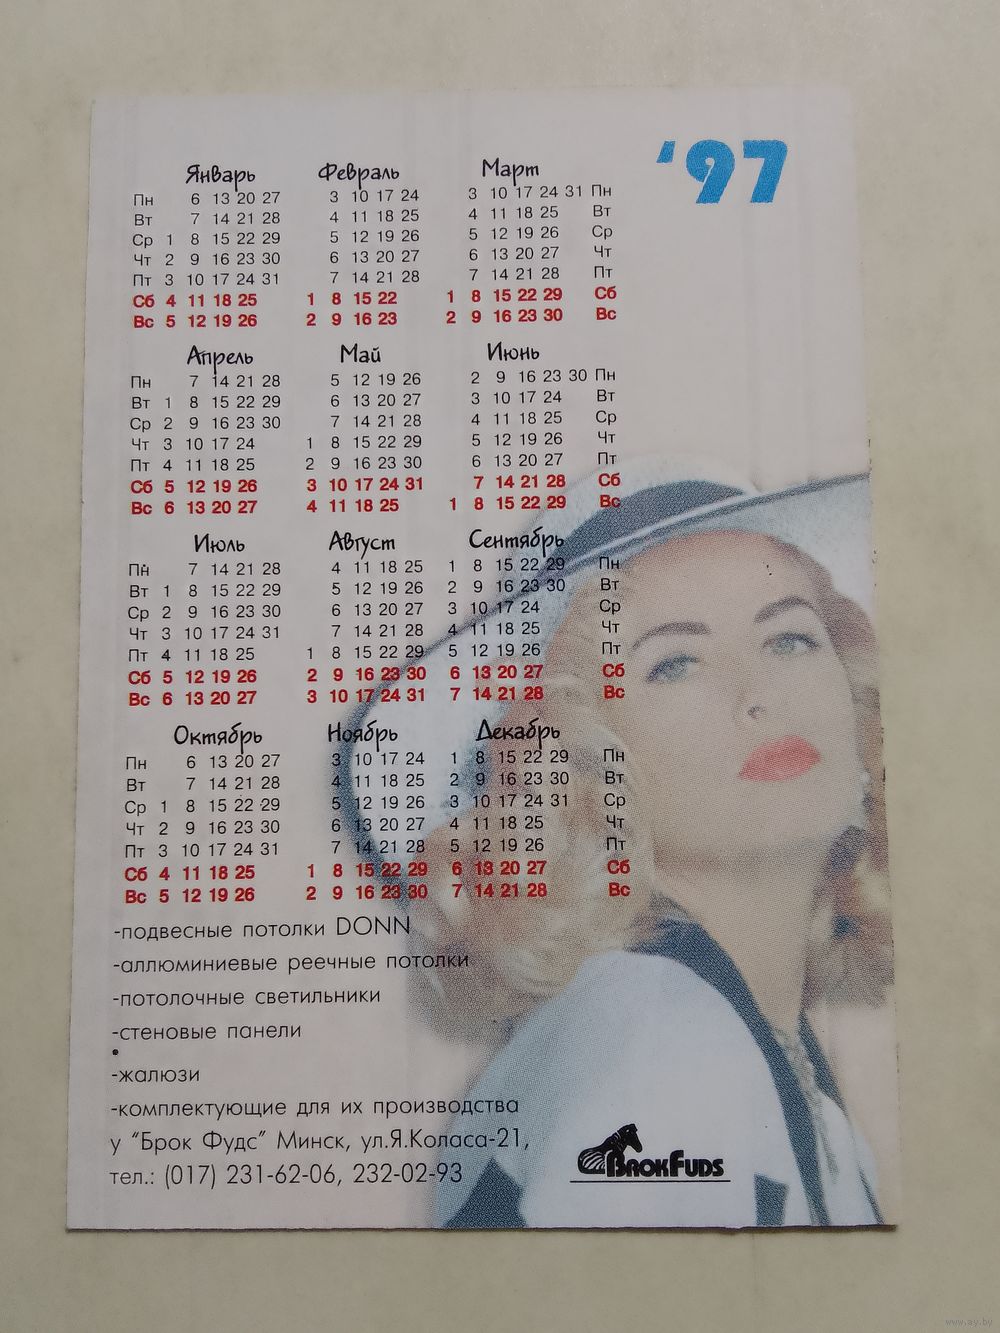 '97
Январь Февраль Март
Пн 6 13 20 27 3 10 17 24 3 10 17 24 31 Пн
Вт 7 14 21 28 4 11 18 25 4 11 18 25 Вт
Ср 1 8 15 22 29 5 12 19 26 5 12 19 26 Ср
Чт 2 9 16 23 30 6 13 20 27 6 13 20 27 Чт
Пт 3 10 17 24 31 7 14 21 28 7 14 21 28 Пт
Сб 4 11 18 25 1 8 15 22 1 8 15 22 29 Сб
Вс 5 12 19 26 2 9 16 23 2 9 16 23 30 Вс
Апрель Май Июнь
Пн 7 14 21 28 5 12 19 26 2 9 16 23 30 Пн
Вт 1 8 15 22 29 6 13 20 27 3 10 17 24 Вт
Ср 2 9 16 23 30 7 14 21 28 4 11 18 25 Ср
Чт 3 10 17 24 1 8 15 22 29 5 12 19 26 Чт
Пт 4 11 18 25 2 9 16 23 30 6 13 20 27 Пт
Сб 5 12 19 26 3 10 17 24 31 7 14 21 28 Сб
Вс 6 13 20 27 4 11 18 25 1 8 15 22 29 Вс
Июль Август Сентябрь
Пн 7 14 21 28 4 11 18 25 1 8 15 22 29 Пн
Вт 1 8 15 22 29 5 12 19 26 2 9 16 23 30 Вт
Ср 2 9 16 23 30 6 13 20 27 3 10 17 24 Ср
Чт 3 10 17 24 31 7 14 21 28 4 11 18 25 Чт
Пт 4 11 18 25 1 8 15 22 29 5 12 19 26 Пт
Сб 5 12 19 26 2 9 16 23 30 6 13 20 27 Сб
Вс 6 13 20 27 3 10 17 24 31 7 14 21 28 Вс
Октябрь Ноябрь Декабрь
Пн 6 13 20 27 3 10 17 24 1 8 15 22 29 Пн
Вт 7 14 21 28 4 11 18 25 2 9 16 23 30 Вт
Ср 1 8 15 22 29 5 12 19 26 3 10 17 24 31 Ср
Чт 2 9 16 23 30 6 13 20 27 4 11 18 25 Чт
Пт 3 10 17 24 31 7 14 21 28 5 12 19 26 Пт
Сб 4 11 18 25 1 8 15 22 29 6 13 20 27 Сб
Вс 5 12 19 26 2 9 16 23 30 7 14 21 28 Вс
-подвесные потолки DONN
-аллюминиевые реечные потолки
-потолочные светильники
-стеновые панели
-жалюзи
-комплектующие для их производства
у "Брок Фудс" Минск, ул.Я.Коласа-21,
тел.: (017) 231-62-06, 232-02-93
BROKFUDS
www.ay.by